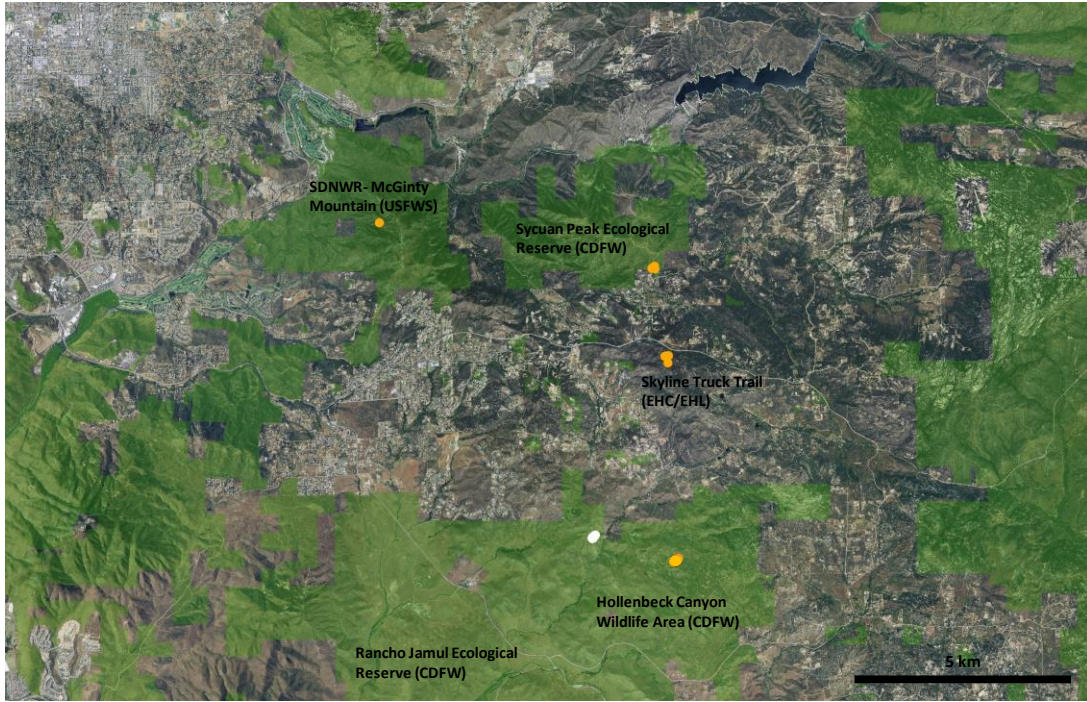 SDNWR- McGinty
Mountain (USFWS)
Sycuan Peak Ecological
Reserve (CDFW)
Skyline Truck Trail
(EHC/EHL)
Hollenbeck Canyon
Wildlife Area (CDFW)
Rancho Jamul Ecological
Reserve (CDFW)
5 km